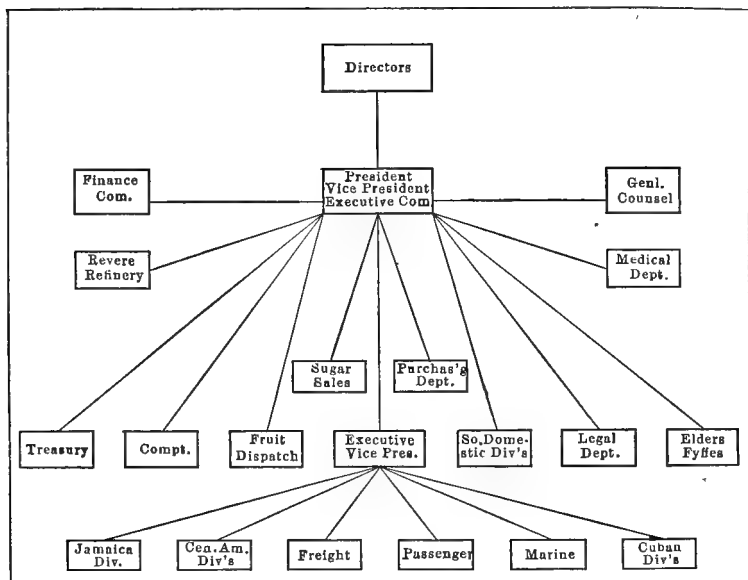 Directors
Finance
Com.
President
Vice President
Executive Com.
Genl.
Counsel
Revere
Refinery
Medical
Dept.
Sugar
Sales
Purchas'g
Dept.
Treasury
Compt.
Fruit
Dispatch
Executive
Vice Pres.
So. Dome-
stic Div's
Legal
Dept.
Elders
Fyffes
Jamaica
Div.
Cen. Am.
Div's
Freight
Passenger
Marine
Cuban
Div's